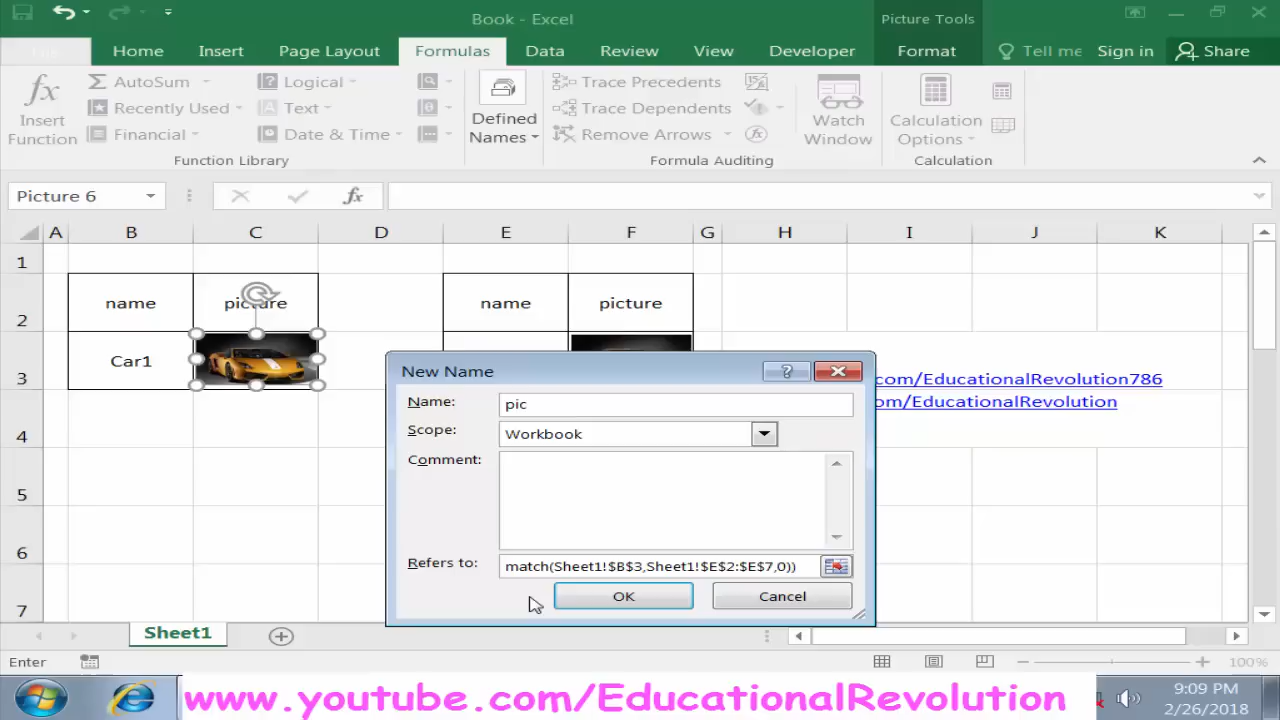 Book - Excel
Picture Tools
Home Insert Page Layout Formulas Data Review View Developer Format Tell me Sign in Share
fx Insert Function
AutoSum
Recently Used
Financial
Logical
Text
Date & Time
Function Library
Defined Names
Trace Precedents
Trace Dependents
Remove Arrows
Formula Auditing
Watch Window
Calculation Options
Calculation
Picture 6
fx
A B C D E F G H I J K
1
2 name picture name picture
3 Car1
com/EducationalRevolution786
om/EducationalRevolution
4
5
6
7
New Name
Name: pic
Scope: Workbook
Comment:
Refers to: match(Sheet1!$B$3,Sheet1!$E$2:$E$7,0))
OK Cancel
Sheet1
Enter
100%
www.youtube.com/EducationalRevolution
9:09 PM
2/26/2018